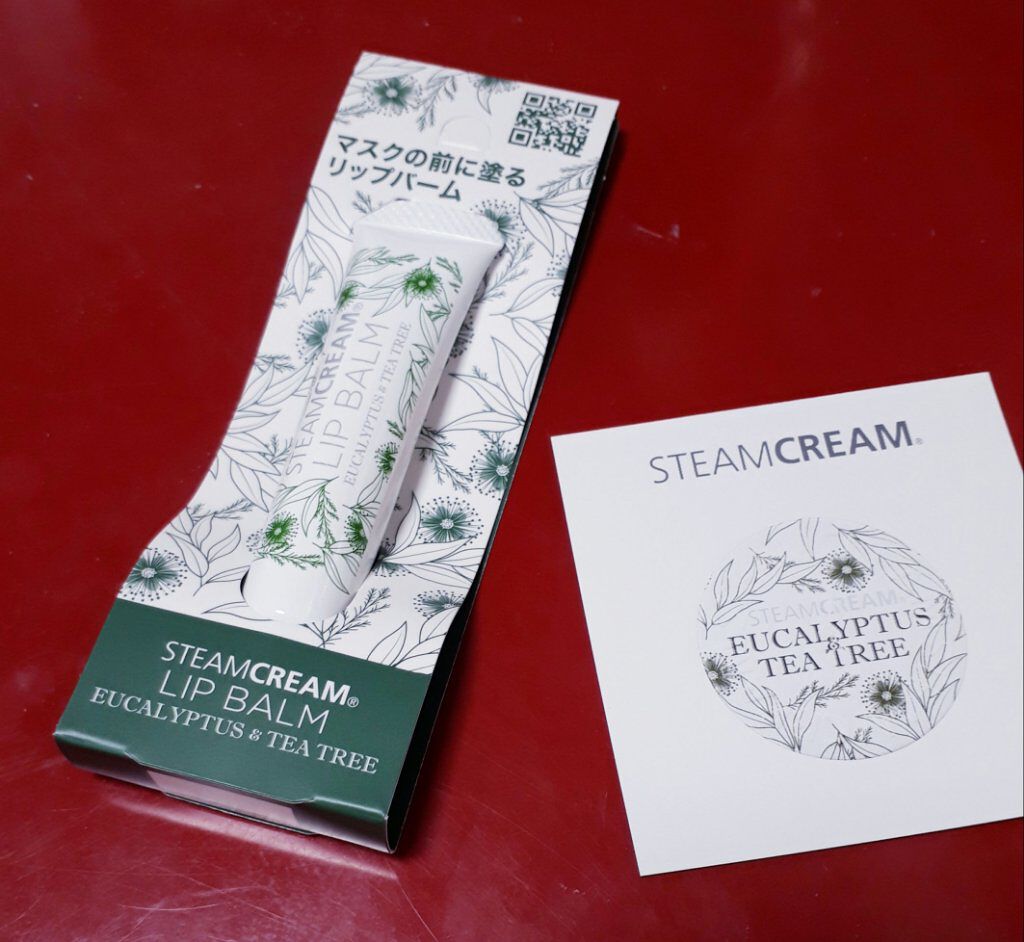 マスクの前に塗る
リップバーム
STEAMCREAM®
LIP BALM
EUCALYPTUS & TEA TREE
STEAMCREAM®
LIP BALM
EUCALYPTUS & TEA TREE
STEAMCREAM®
STEAMCREAM®
EUCALYPTUS
&
TEA TREE